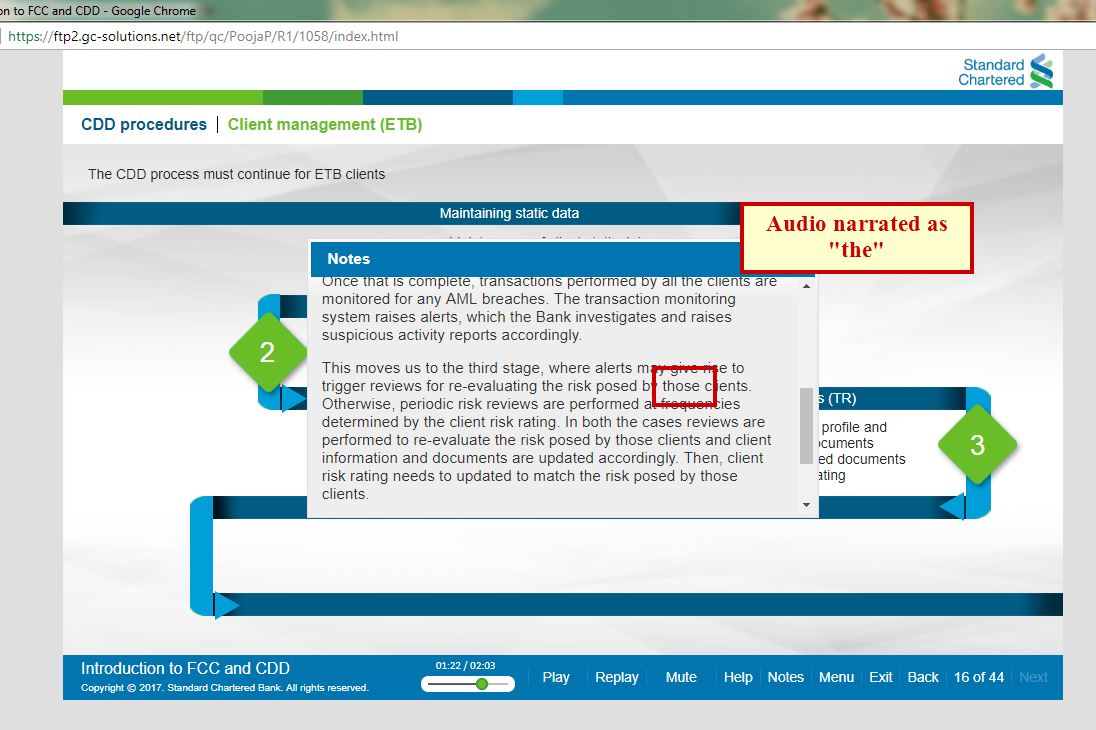 on to FCC and CDD - Google Chrome
https://ftp2.gc-solutions.net/ftp/qc/PoojaP/R1/1058/index.html
Standard
Chartered
CDD procedures | Client management (ETB)
The CDD process must continue for ETB clients
Maintaining static data
Audio narrated as
"the"
Notes
Once that is complete, transactions performed by all the clients are
monitored for any AML breaches. The transaction monitoring
system raises alerts, which the Bank investigates and raises
suspicious activity reports accordingly.
This moves us to the third stage, where alerts may give rise to
trigger reviews for re-evaluating the risk posed by those clients.
Otherwise, periodic risk reviews are performed at frequencies
determined by the client risk rating. In both the cases reviews are
performed to re-evaluate the risk posed by those clients and client
information and documents are updated accordingly. Then, client
risk rating needs to updated to match the risk posed by those
clients.
2
s (TR)
profile and
ocuments
ed documents
ating
3
Introduction to FCC and CDD
Copyright © 2017. Standard Chartered Bank. All rights reserved.
01:22 / 02:03
Play Replay Mute Help Notes Menu Exit Back 16 of 44 Next